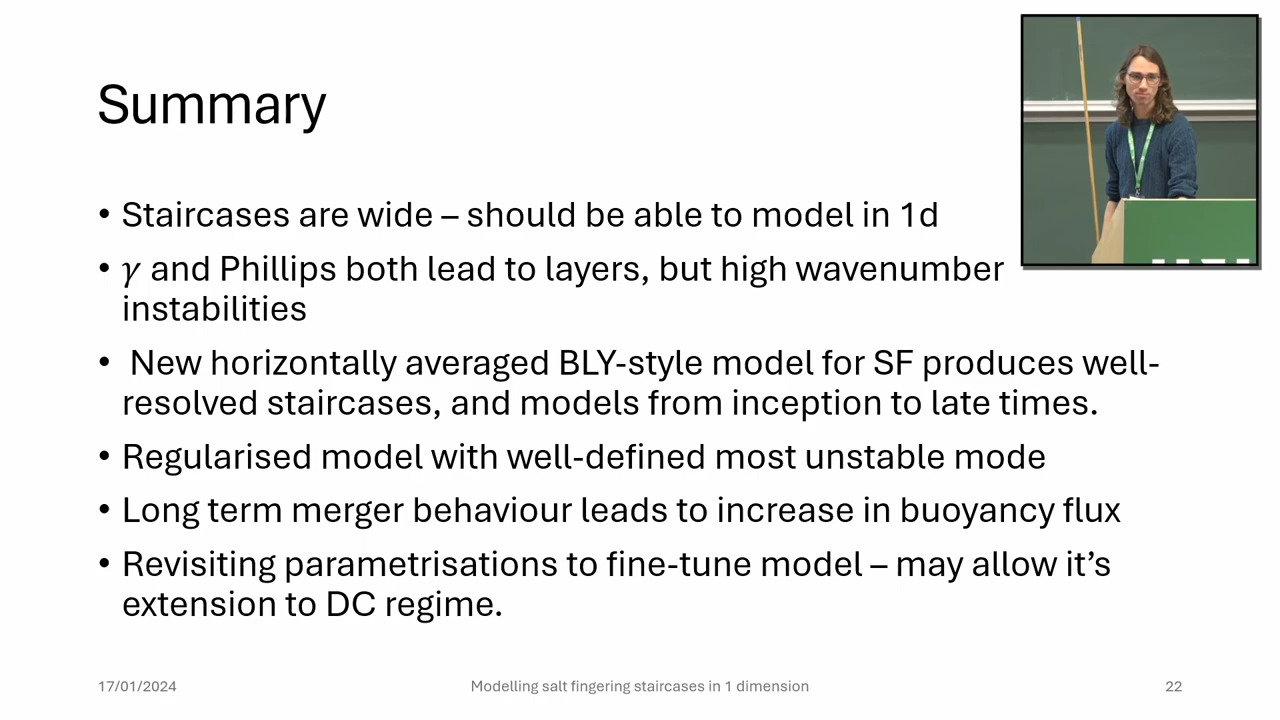 Summary
• Staircases are wide – should be able to model in 1d
• γ and Phillips both lead to layers, but high wavenumber
instabilities
• New horizontally averaged BLY-style model for SF produces well-
resolved staircases, and models from inception to late times.
• Regularised model with well-defined most unstable mode
• Long term merger behaviour leads to increase in buoyancy flux
• Revisiting parametrisations to fine-tune model – may allow it’s
extension to DC regime.
17/01/2024
Modelling salt fingering staircases in 1 dimension
22